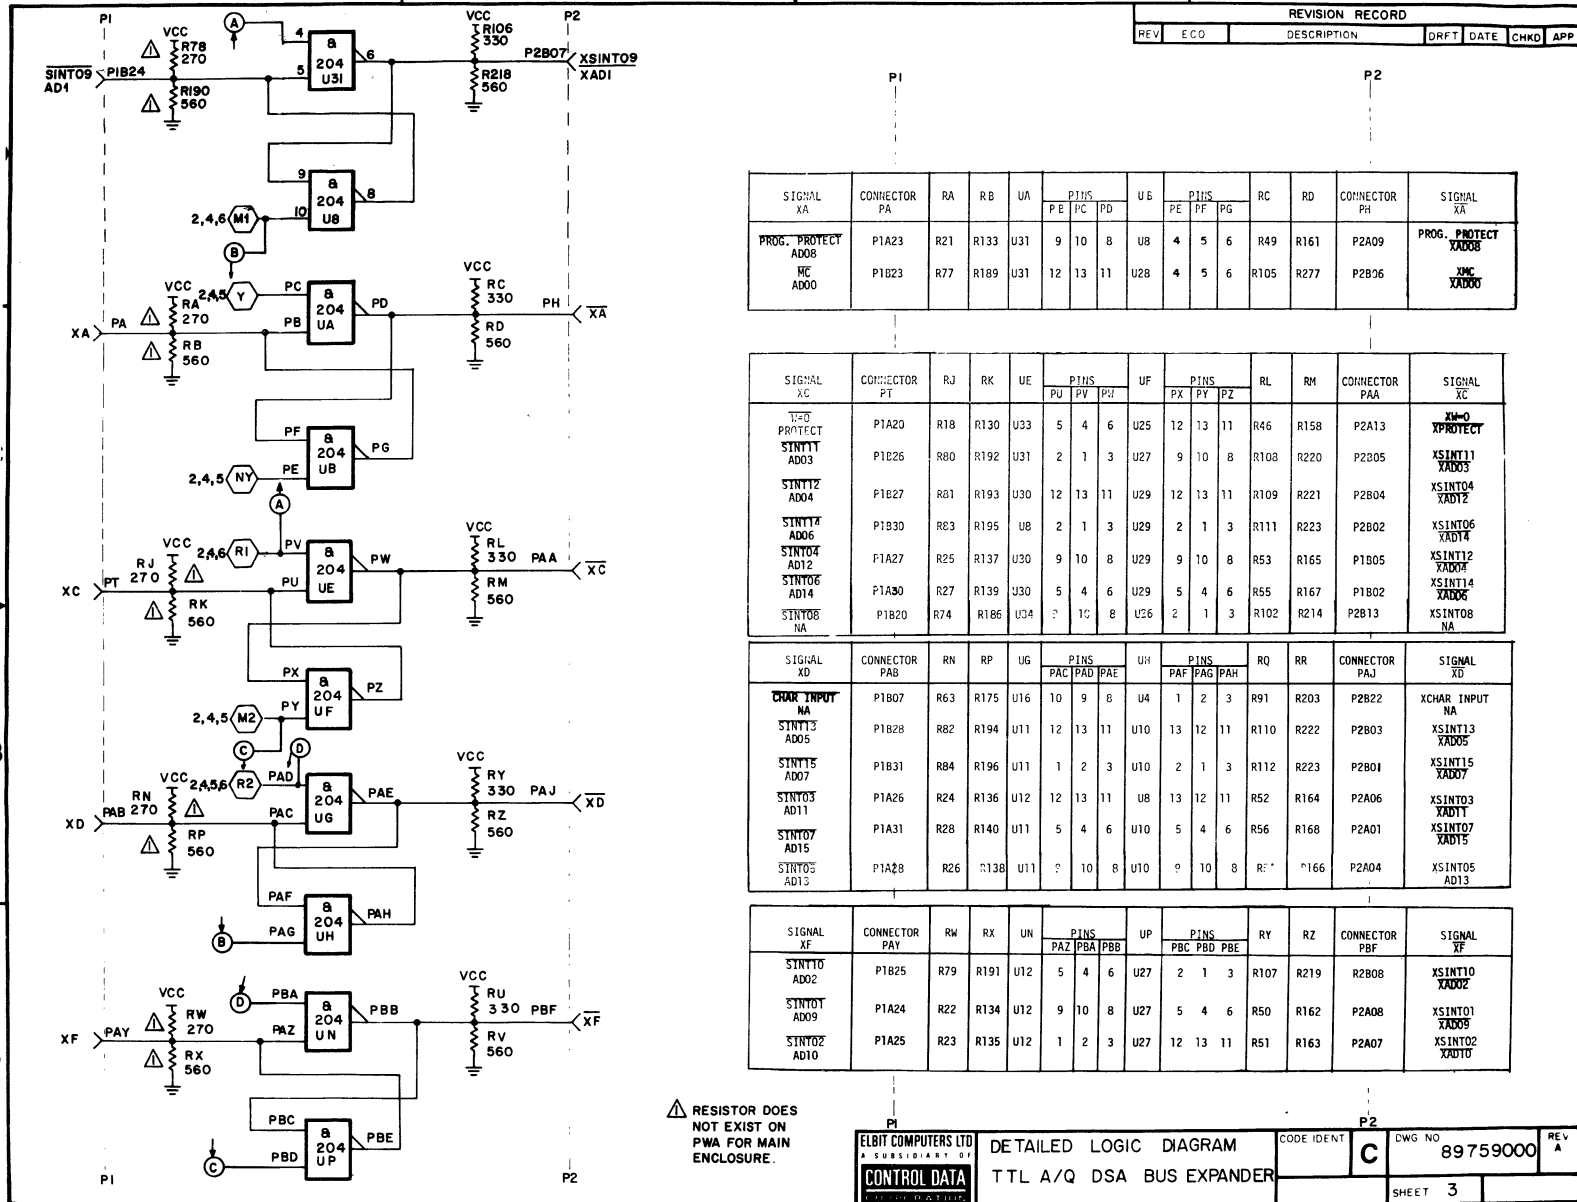 REVISION RECORD
REV ECO DESCRIPTION DRFT DATE CHKD APP
P1 P2
A
VCC
R78
270
R190
560
SINT09
AD1
P1B24
4
5
6
&
204
U31
VCC
R106
330
R218
560
P2B07
XSINT09
XAD1
9
10
8
&
204
U8
2,4,6 M1
B
VCC
RA
270
RB
560
XA PA
2,4,5 Y
PC
PB
PD
&
204
UA
VCC
RC
330
RD
560
PH
XA
PF
PE
PG
&
204
UB
2,4,5 NY
A
VCC
RJ
270
RK
560
XC PT
2,4,6 R1
PV
PU
PW
&
204
UE
VCC
RL
330
RM
560
PAA
XC
PX
PY
PZ
&
204
UF
2,4,5 M2
C D
VCC
RN
270
RP
560
XD PAB
2,4,5,6 R2
PAD
PAC
PAE
&
204
UG
VCC
RY
330
RZ
560
PAJ
XD
PAF
PAG
PAH
&
204
UH
B
VCC
RW
270
RX
560
XF PAY
D
PBA
PAZ
PBB
&
204
UN
VCC
RU
330
RV
560
PBF
XF
PBC
PBD
PBE
&
204
UP
C
P1 P2
P1 P2
SIGNAL XA CONNECTOR PA RA RB UA PINS PB PC PD UB PINS PE PF PG RC RD CONNECTOR PH SIGNAL XA
PROG. PROTECT AD08 P1A23 R21 R133 U31 9 10 8 U8 4 5 6 R49 R161 P2A09 PROG. PROTECT XAD08
MC AD00 P1B23 R77 R189 U31 12 13 11 U28 4 5 6 R105 R277 P2B06 XMC XAD00
SIGNAL XC CONNECTOR PT RJ RK UE PINS PU PV PW UF PINS PX PY PZ RL RM CONNECTOR PAA SIGNAL XC
W=0 PROTECT P1A20 R18 R130 U33 5 4 6 U25 12 13 11 R46 R158 P2A13 XW=0 XPROTECT
SINT11 AD03 P1B26 R80 R192 U31 2 1 3 U27 9 10 8 R108 R220 P2B05 XSINT11 XAD03
SINT12 AD04 P1B27 R81 R193 U30 12 13 11 U29 12 13 11 R109 R221 P2B04 XSINT04 XAD12
SINT14 AD06 P1B30 R83 R195 U8 2 1 3 U29 2 1 3 R111 R223 P2B02 XSINT06 XAD14
SINT04 AD12 P1A27 R25 R137 U30 9 10 8 U29 9 10 8 R53 R165 P1B05 XSINT12 XAD04
SINT06 AD14 P1A30 R27 R139 U30 5 4 6 U29 5 4 6 R55 R167 P1B02 XSINT14 XAD06
SINT08 NA P1B20 R74 R186 U34 10 8 U26 2 1 3 R102 R214 P2B13 XSINT08 NA
SIGNAL XD CONNECTOR PAB RN RP UG PINS PAC PAD PAE UH PINS PAF PAG PAH RQ RR CONNECTOR PAJ SIGNAL XD
CHAR INPUT NA P1B07 R63 R175 U16 10 9 8 U4 1 2 3 R91 R203 P2B22 XCHAR INPUT NA
SINT13 AD05 P1B28 R82 R194 U11 12 13 11 U10 13 12 11 R110 R222 P2B03 XSINT13 XAD05
SINT15 AD07 P1B31 R84 R196 U11 1 2 3 U10 2 1 3 R112 R223 P2B01 XSINT15 XAD07
SINT03 AD11 P1A26 R24 R136 U12 12 13 11 U8 13 12 11 R52 R164 P2A06 XSINT03 XAD11
SINT07 AD15 P1A31 R28 R140 U11 5 4 6 U10 5 4 6 R56 R168 P2A01 XSINT07 XAD15
SINT05 AD13 P1A28 R26 R138 U11 10 8 U10 10 8 R166 P2A04 XSINT05 AD13
SIGNAL XF CONNECTOR PAY RW RX UN PINS PAZ PBA PBB UP PINS PBC PBD PBE RY RZ CONNECTOR PBF SIGNAL XF
SINT10 AD02 P1B25 R79 R191 U12 5 4 6 U27 2 1 3 R107 R219 R2B08 XSINT10 XAD02
SINT01 AD09 P1A24 R22 R134 U12 9 10 8 U27 5 4 6 R50 R162 P2A08 XSINT01 XAD09
SINT02 AD10 P1A25 R23 R135 U12 1 2 3 U27 12 13 11 R51 R163 P2A07 XSINT02 XAD10
P1 P2
1 RESISTOR DOES
NOT EXIST ON
PWA FOR MAIN
ENCLOSURE.
ELBIT COMPUTERS LTD
A SUBSIDIARY OF
CONTROL DATA
CORPORATION
DETAILED LOGIC DIAGRAM
TTL A/Q DSA BUS EXPANDER
CODE IDENT
C
DWG NO
89759000
REV
A
SHEET 3